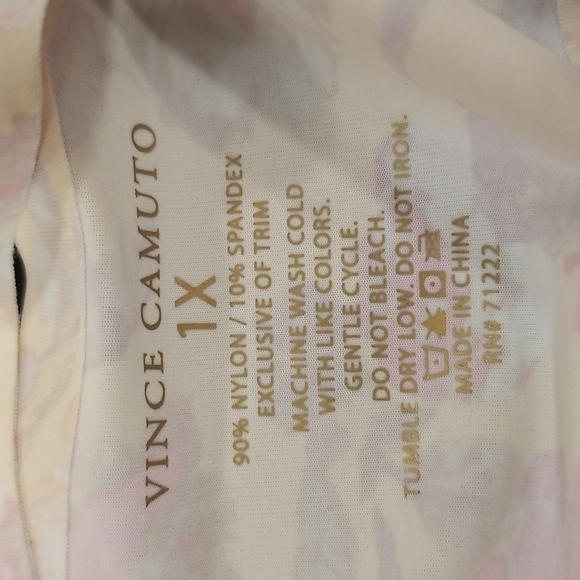 VINCE CAMUTO
1X
90% NYLON / 10% SPANDEX
EXCLUSIVE OF TRIM
MACHINE WASH COLD
WITH LIKE COLORS.
GENTLE CYCLE.
DO NOT BLEACH.
TUMBLE DRY LOW. DO NOT IRON.
MADE IN CHINA
RN# 71222